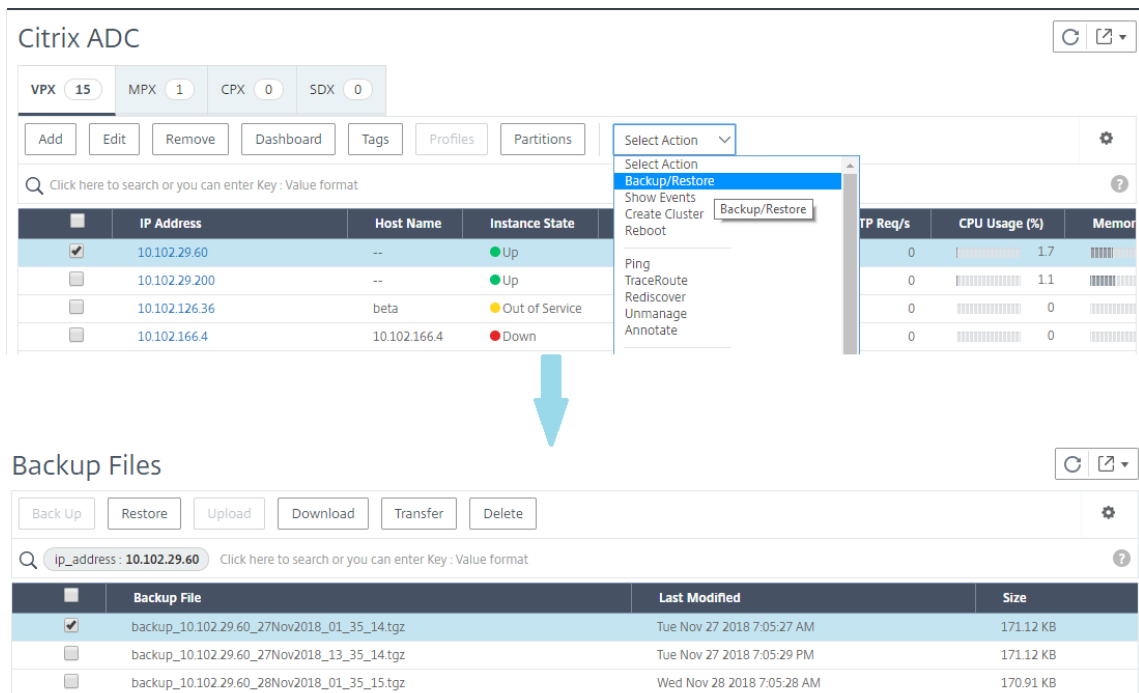 Citrix ADC
VPX 15 MPX 1 CPX 0 SDX 0
Add Edit Remove Dashboard Tags Profiles Partitions Select Action
Select Action
Click here to search or you can enter Key : Value format Backup/Restore ?
Show Events
Create Cluster Backup/Restore
IP Address Host Name Instance State TP Req/s CPU Usage (%) Memor
Reboot
10.102.29.60 -- Up 0 1.7
Ping
10.102.29.200 -- Up TraceRoute 0 1.1
Rediscover
10.102.126.36 beta Out of Service Unmanage 0 0
Annotate
10.102.166.4 10.102.166.4 Down 0 0
Backup Files
Back Up Restore Upload Download Transfer Delete
ip_address : 10.102.29.60 Click here to search or you can enter Key : Value format ?
Backup File Last Modified Size
backup_10.102.29.60_27Nov2018_01_35_14.tgz Tue Nov 27 2018 7:05:27 AM 171.12 KB
backup_10.102.29.60_27Nov2018_13_35_14.tgz Tue Nov 27 2018 7:05:29 PM 171.12 KB
backup_10.102.29.60_28Nov2018_01_35_15.tgz Wed Nov 28 2018 7:05:28 AM 170.91 KB